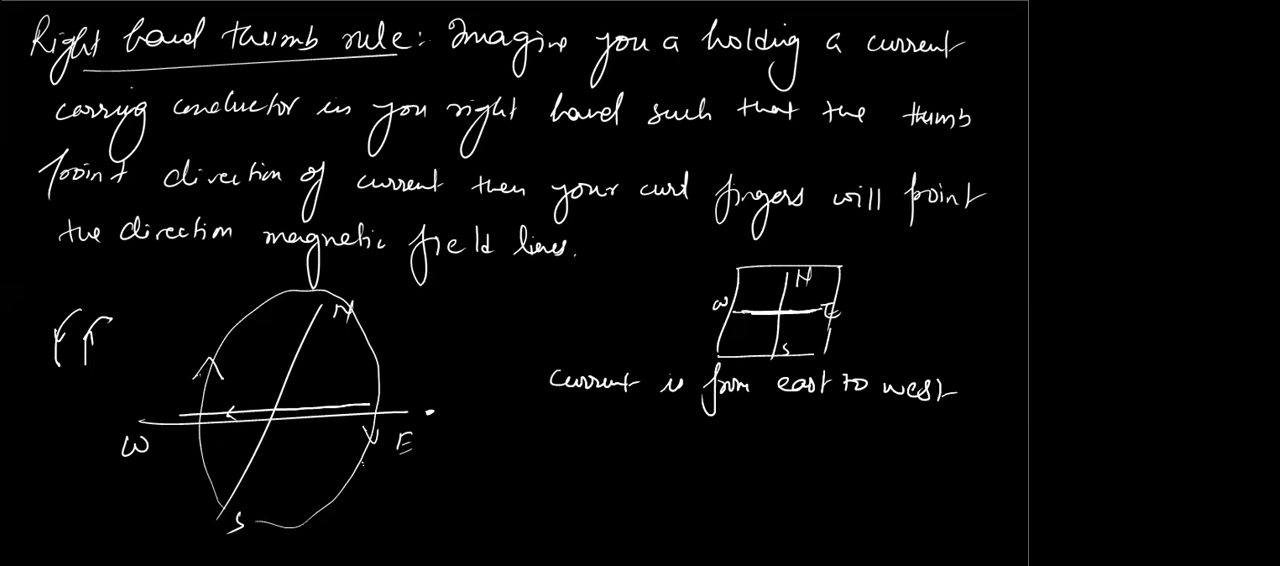 Right hand thumb rule: Imagine you a holding a current
carring conductor in you right hand such that the thumb
point direction of current then your curl fingers will point
the direction magnetic field lines.
N
W E
S
N
W E
S
current is from east to west